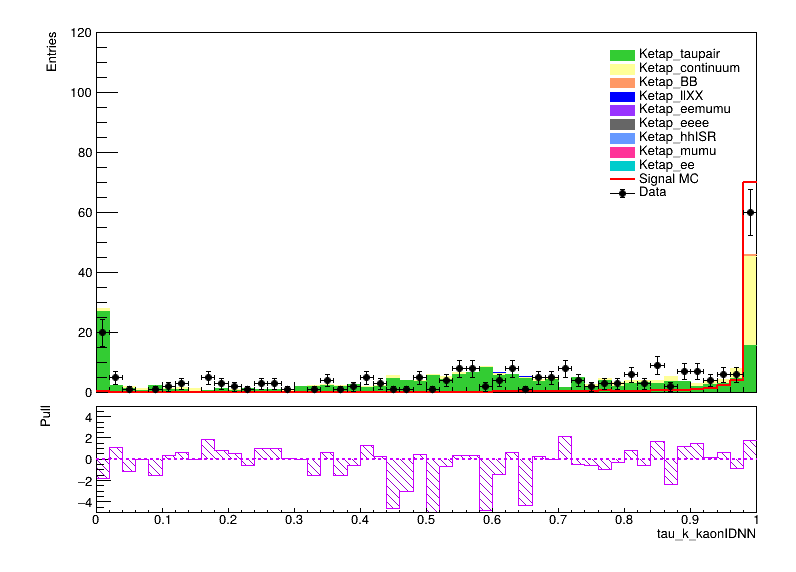 Entries
120
100
80
60
40
20
0
Ketap_taupair
Ketap_continuum
Ketap_BB
Ketap_llXX
Ketap_eemumu
Ketap_eeee
Ketap_hhISR
Ketap_mumu
Ketap_ee
Signal MC
Data
Pull
4
2
0
−2
−4
0 0.1 0.2 0.3 0.4 0.5 0.6 0.7 0.8 0.9 1
tau_k_kaonIDNN